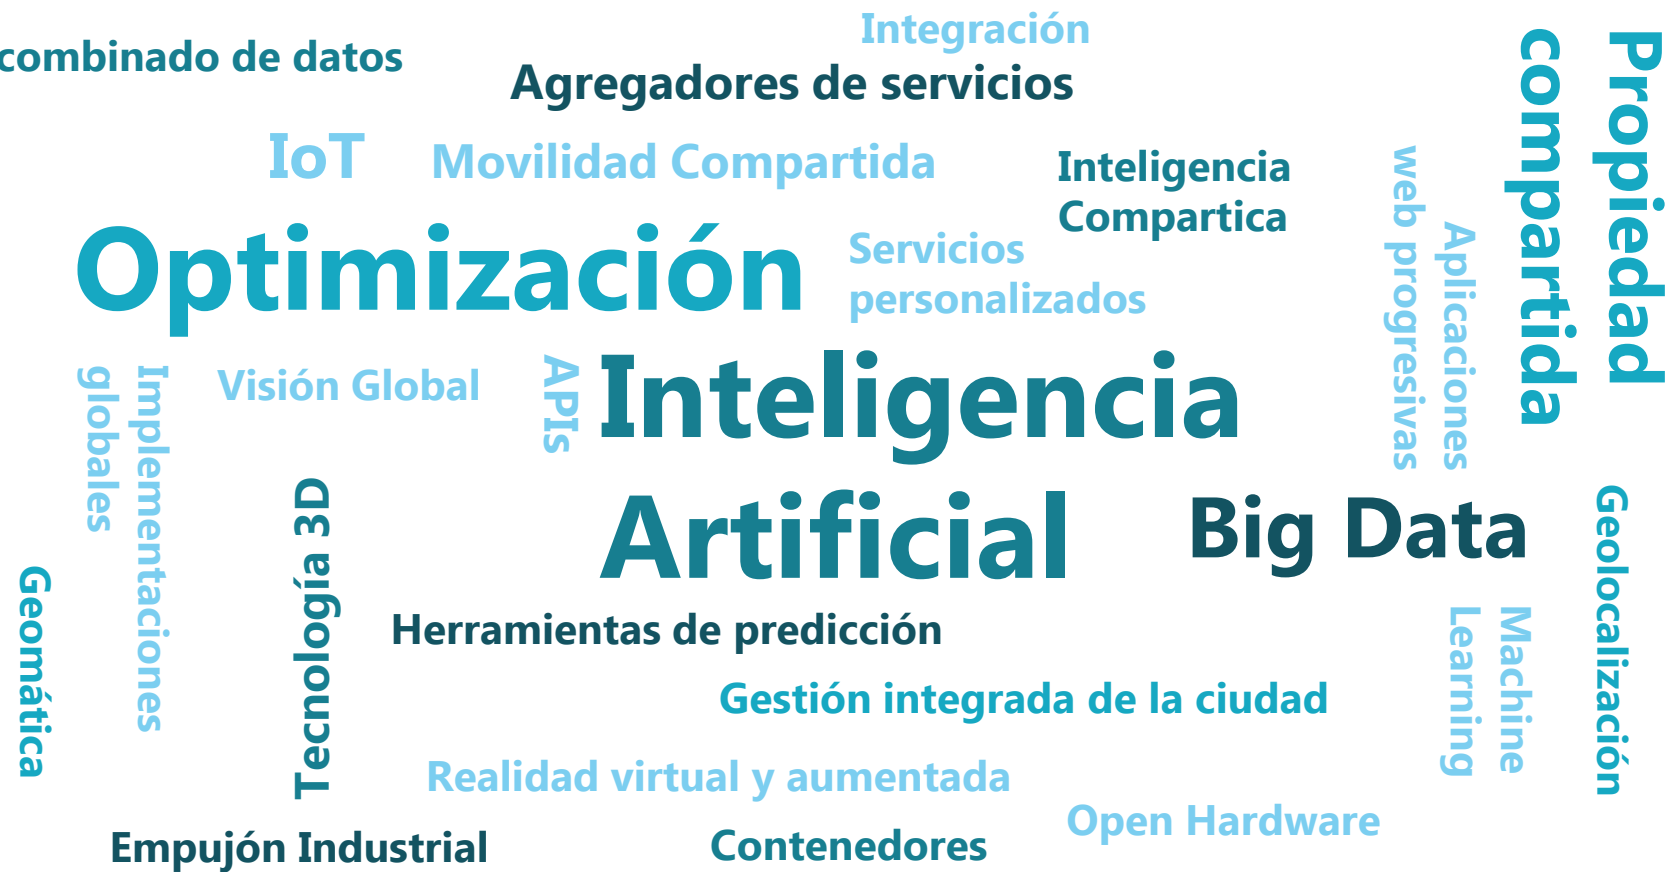 combinado de datos
Integración
Agregadores de servicios
IoT
Movilidad Compartida
Inteligencia
Compartica
Propiedad
compartida
Optimización
Servicios
personalizados
Aplicaciones
web progresivas
Visión Global
APIs
Inteligencia
Artificial
Implementaciones
globales
Tecnología 3D
Big Data
Geolocalización
Geomática
Herramientas de predicción
Machine
Learning
Gestión integrada de la ciudad
Realidad virtual y aumentada
Open Hardware
Empujón Industrial
Contenedores